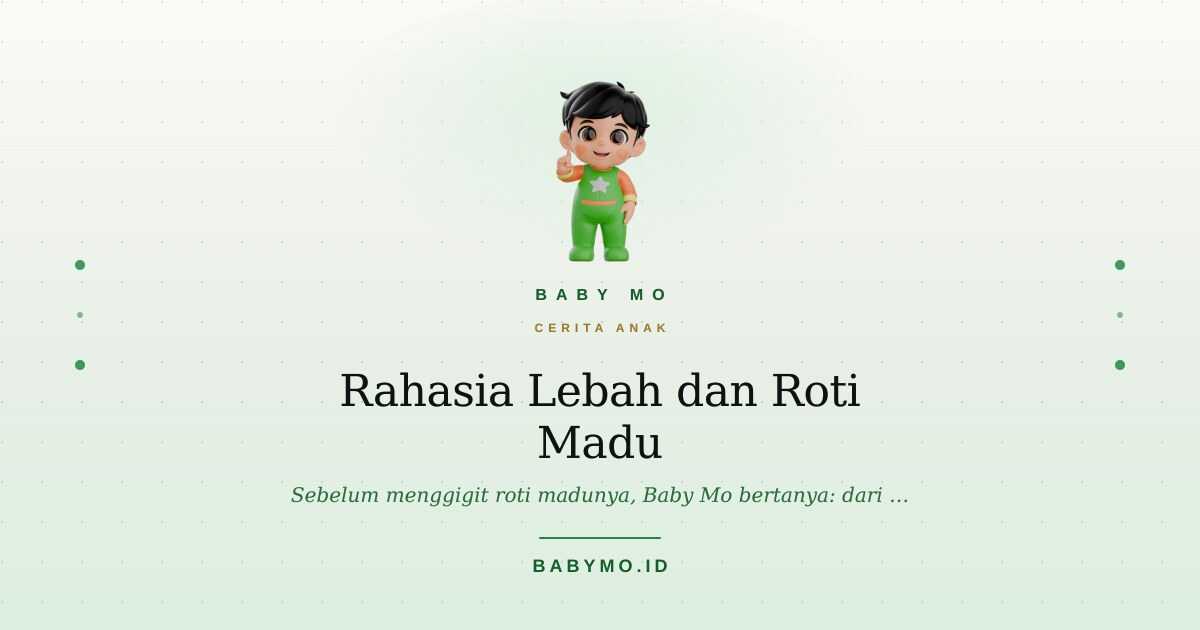 BABY MO
CERITA ANAK
Rahasia Lebah dan Roti
Madu
Sebelum menggigit roti madunya, Baby Mo bertanya: dari ...
BABYMO.ID